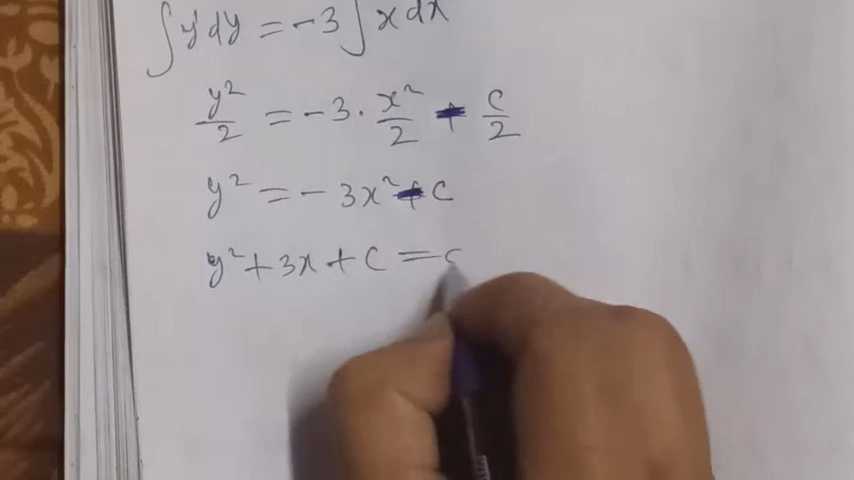 ∫y dy = -3∫x dx
y²/2 = -3 · x²/2 - c/2
y² = -3x² - c
y² + 3x + c =